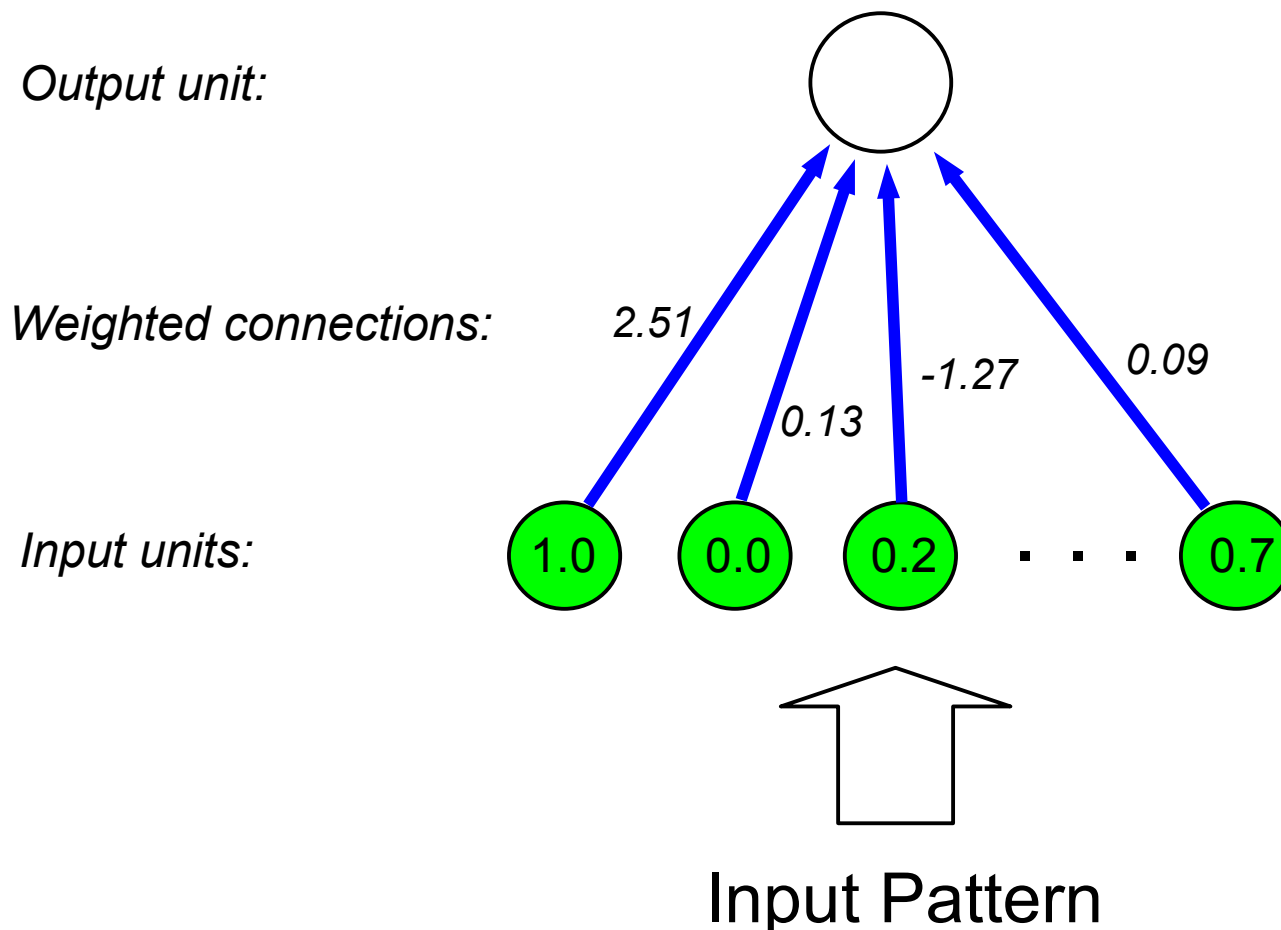 Output unit:
Weighted connections:
2.51
0.13
-1.27
0.09
Input units:
1.0 0.0 0.2 . . . 0.7
Input Pattern